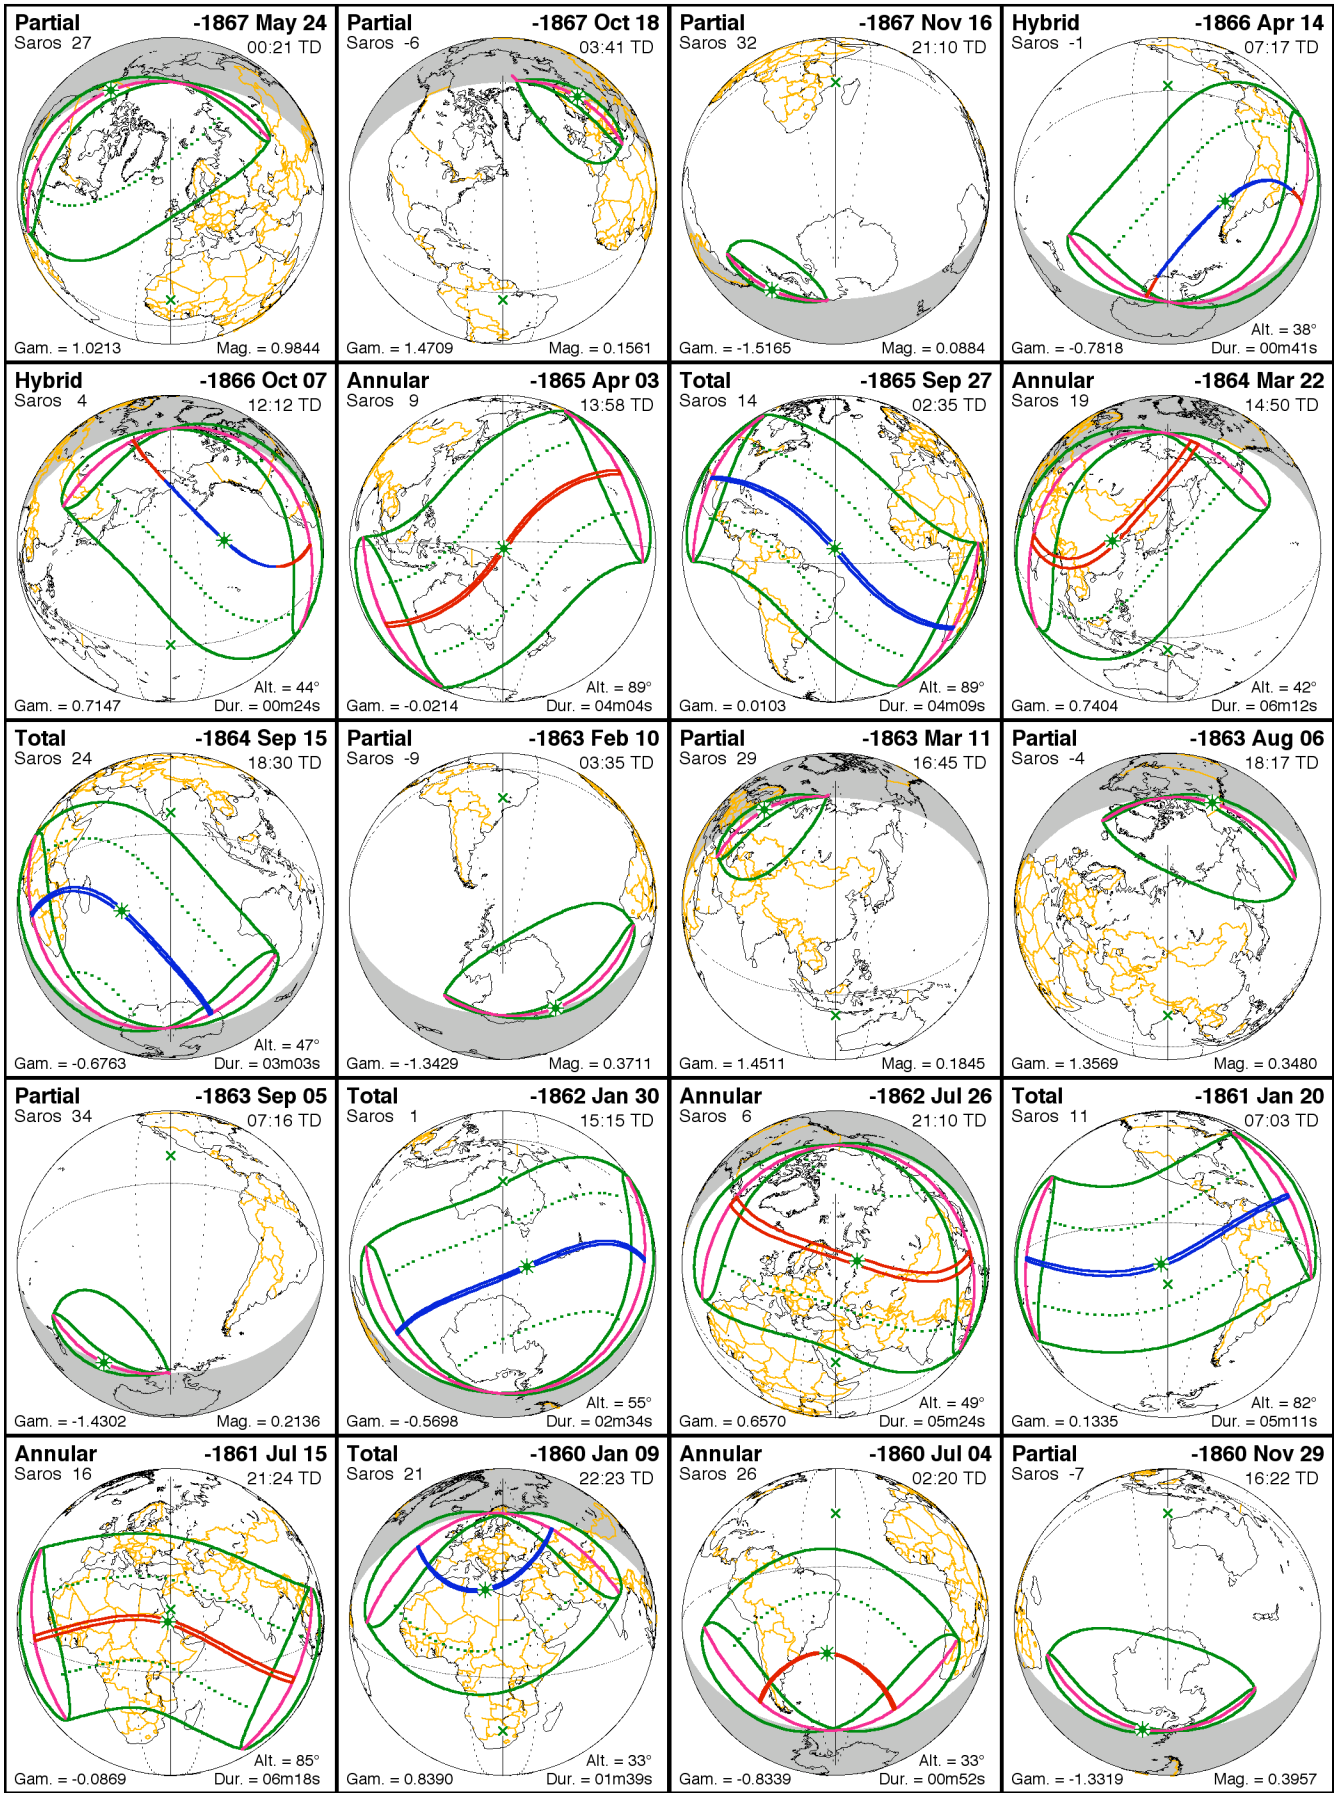 Partial -1867 May 24
Saros 27 00:21 TD
Gam. = 1.0213 Mag. = 0.9844
Partial -1867 Oct 18
Saros -6 03:41 TD
Gam. = 1.4709 Mag. = 0.1561
Partial -1867 Nov 16
Saros 32 21:10 TD
Gam. = -1.5165 Mag. = 0.0884
Hybrid -1866 Apr 14
Saros -1 07:17 TD
Alt. = 38°
Gam. = -0.7818 Dur. = 00m41s
Hybrid -1866 Oct 07
Saros 4 12:12 TD
Alt. = 44°
Gam. = 0.7147 Dur. = 00m24s
Annular -1865 Apr 03
Saros 9 13:58 TD
Alt. = 89°
Gam. = -0.0214 Dur. = 04m04s
Total -1865 Sep 27
Saros 14 02:35 TD
Alt. = 89°
Gam. = 0.0103 Dur. = 04m09s
Annular -1864 Mar 22
Saros 19 14:50 TD
Alt. = 42°
Gam. = 0.7404 Dur. = 06m12s
Total -1864 Sep 15
Saros 24 18:30 TD
Alt. = 47°
Gam. = -0.6763 Dur. = 03m03s
Partial -1863 Feb 10
Saros -9 03:35 TD
Gam. = -1.3429 Mag. = 0.3711
Partial -1863 Mar 11
Saros 29 16:45 TD
Gam. = 1.4511 Mag. = 0.1845
Partial -1863 Aug 06
Saros -4 18:17 TD
Gam. = 1.3569 Mag. = 0.3480
Partial -1863 Sep 05
Saros 34 07:16 TD
Gam. = -1.4302 Mag. = 0.2136
Total -1862 Jan 30
Saros 1 15:15 TD
Alt. = 55°
Gam. = -0.5698 Dur. = 02m34s
Annular -1862 Jul 26
Saros 6 21:10 TD
Alt. = 49°
Gam. = 0.6570 Dur. = 05m24s
Total -1861 Jan 20
Saros 11 07:03 TD
Alt. = 82°
Gam. = 0.1335 Dur. = 05m11s
Annular -1861 Jul 15
Saros 16 21:24 TD
Alt. = 85°
Gam. = -0.0869 Dur. = 06m18s
Total -1860 Jan 09
Saros 21 22:23 TD
Alt. = 33°
Gam. = 0.8390 Dur. = 01m39s
Annular -1860 Jul 04
Saros 26 02:20 TD
Alt. = 33°
Gam. = -0.8339 Dur. = 00m52s
Partial -1860 Nov 29
Saros -7 16:22 TD
Gam. = -1.3319 Mag. = 0.3957